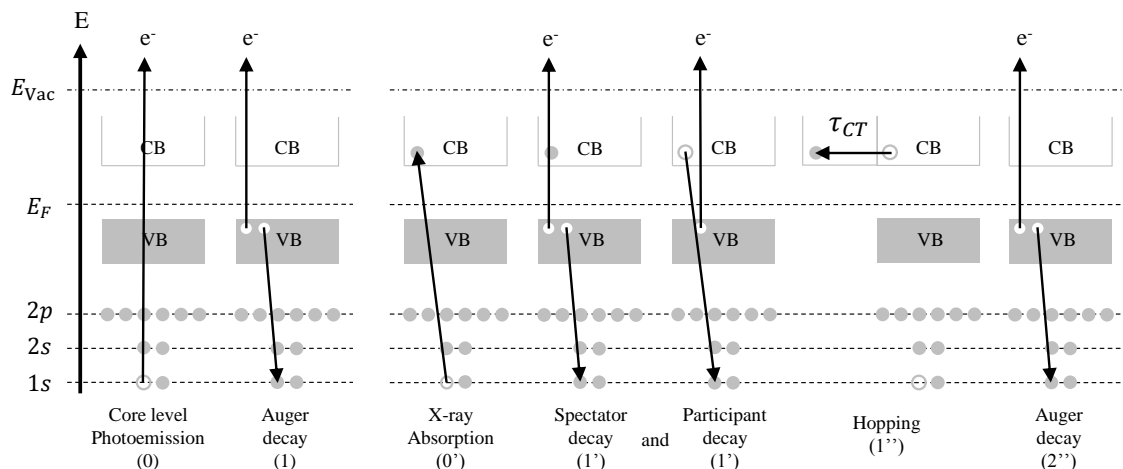 E
e-
e-
e-
e-
e-
E_Vac
CB
CB
CB
CB
CB
τ_CT
CB
CB
E_F
VB
VB
VB
VB
VB
VB
VB
2p
2s
1s
Core level
Photoemission
(0)
Auger
decay
(1)
X-ray
Absorption
(0')
Spectator
decay
(1')
and
Participant
decay
(1')
Hopping
(1'')
Auger
decay
(2'')